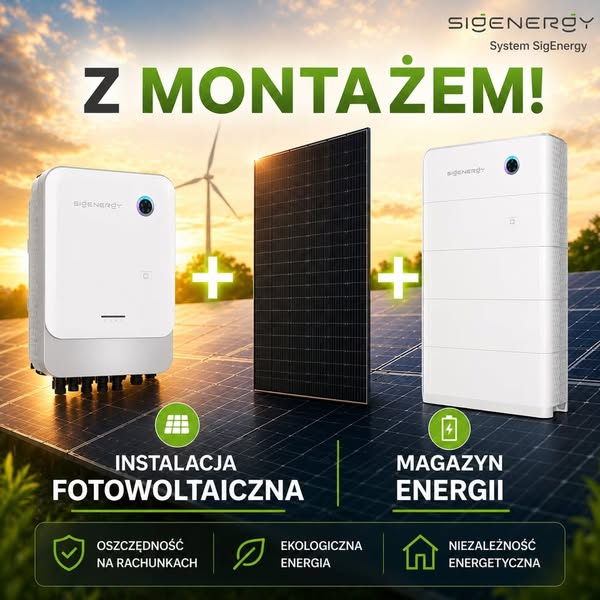 SIGENERGY
System SigEnergy
Z MONTAŻEM!
SIGENERGY
SIGENERGY
+
+
INSTALACJA
FOTOWOLTAICZNA
MAGAZYN
ENERGII
OSZCZĘDNOŚĆ
NA RACHUNKACH
EKOLOGICZNA
ENERGIA
NIEZALEŻNOŚĆ
ENERGETYCZNA